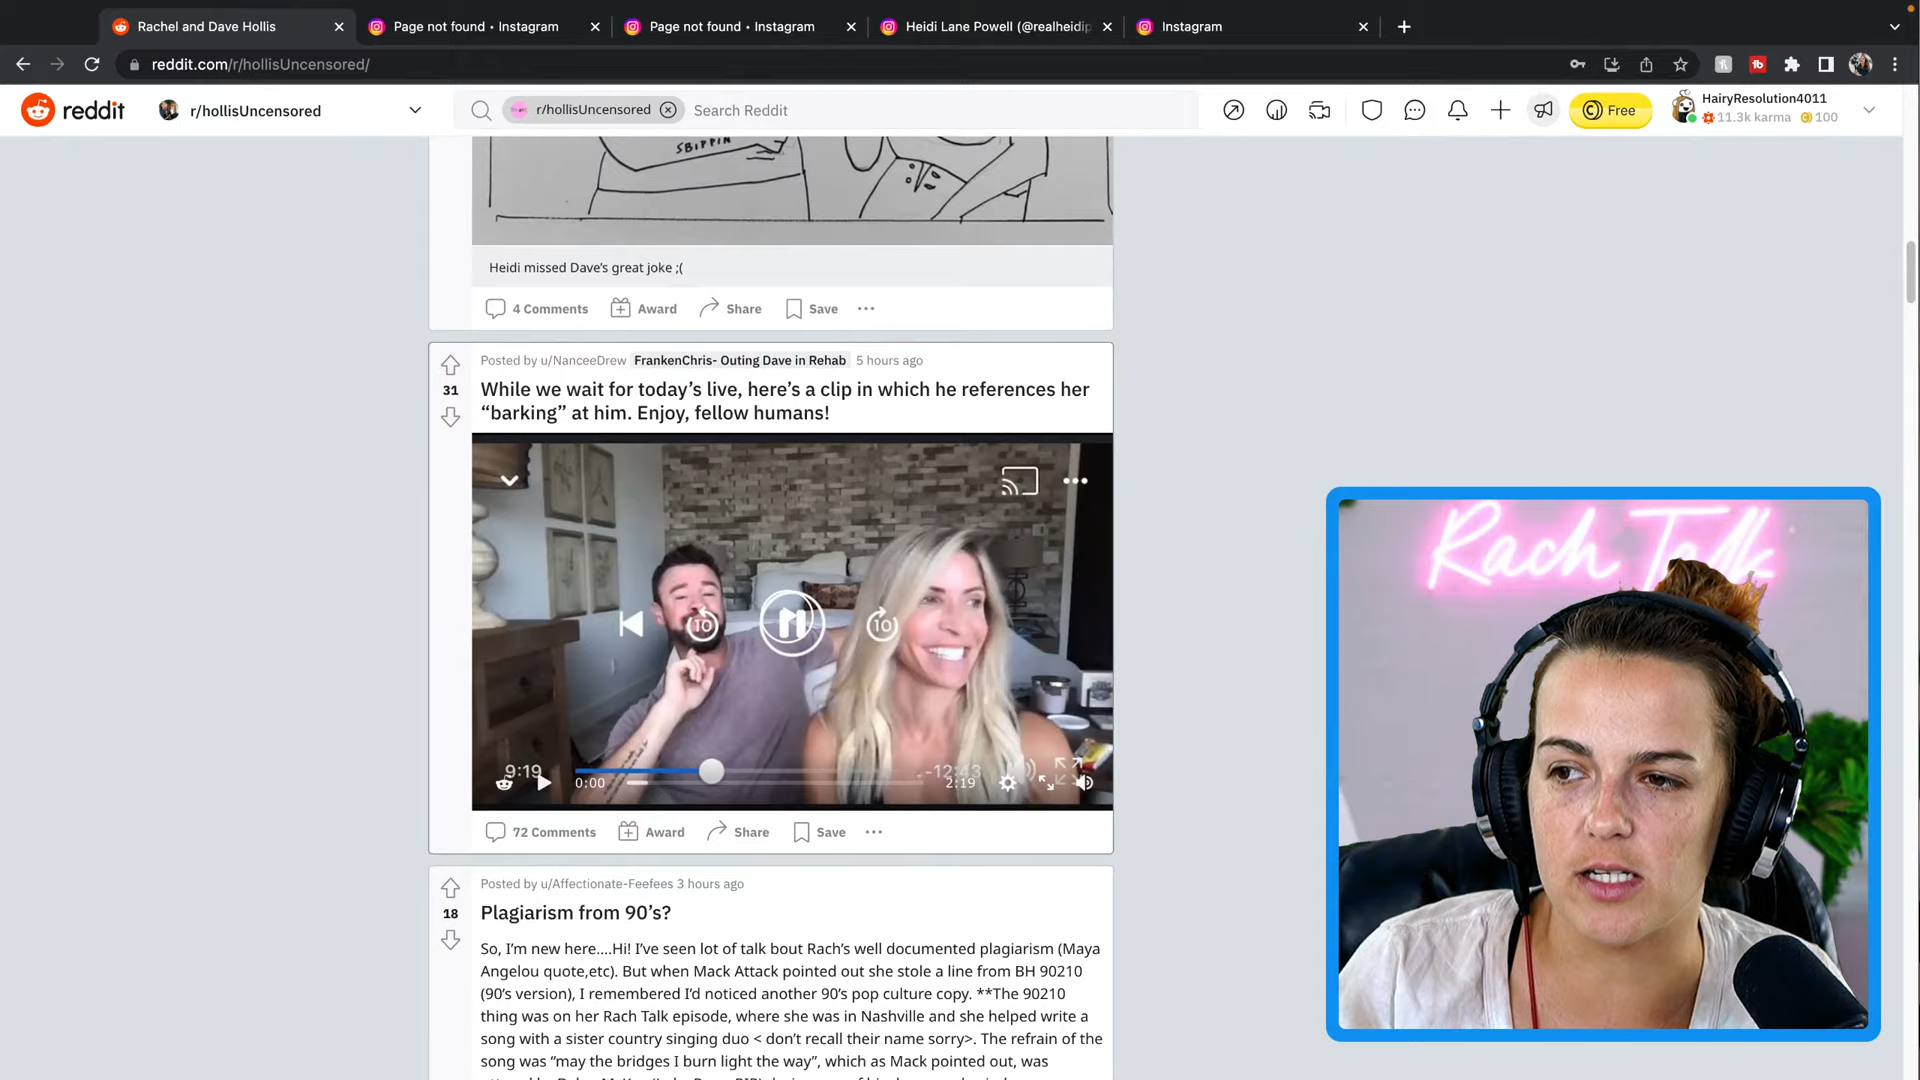 Rachel and Dave Hollis
Page not found • Instagram
Page not found • Instagram
Heidi Lane Powell (@realheidip
Instagram
reddit.com/r/hollisUncensored/
reddit
r/hollisUncensored
r/hollisUncensored
Search Reddit
Free
HairyResolution4011
11.3k karma
100
SBIPPIN
Heidi missed Dave's great joke ;(
4 Comments
Award
Share
Save
Posted by u/NanceeDrew
FrankenChris- Outing Dave in Rehab
5 hours ago
31
While we wait for today's live, here's a clip in which he references her
"barking" at him. Enjoy, fellow humans!
10
10
9:19
-12:43
0:00
2:19
72 Comments
Award
Share
Save
Posted by u/Affectionate-Feefees 3 hours ago
18
Plagiarism from 90's?
So, I'm new here....Hi! I've seen lot of talk bout Rach's well documented plagiarism (Maya
Angelou quote,etc). But when Mack Attack pointed out she stole a line from BH 90210
(90's version), I remembered I'd noticed another 90's pop culture copy. **The 90210
thing was on her Rach Talk episode, where she was in Nashville and she helped write a
song with a sister country singing duo < don't recall their name sorry>. The refrain of the
song was "may the bridges I burn light the way", which as Mack pointed out, was
Rach Talk